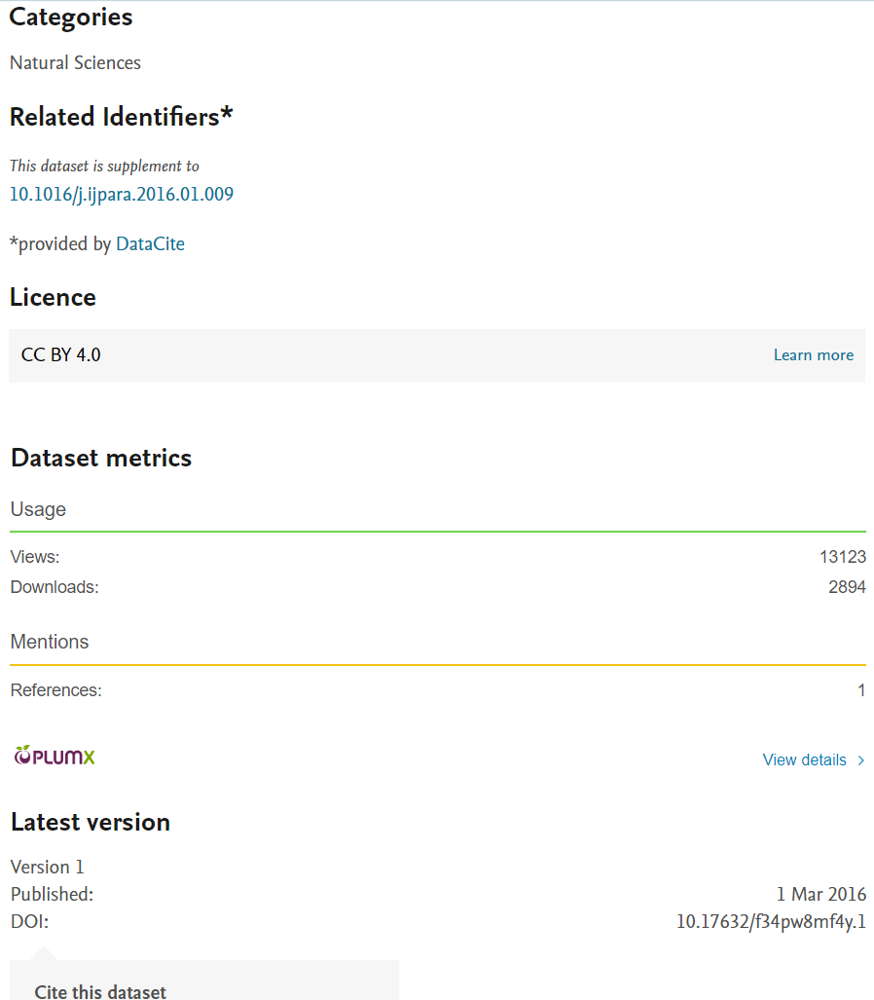 Categories
Natural Sciences
Related Identifiers*
This dataset is supplement to
10.1016/j.ijpara.2016.01.009
*provided by DataCite
Licence
CC BY 4.0 Learn more
Dataset metrics
Usage
Views: 13123
Downloads: 2894
Mentions
References: 1
PLUMX View details >
Latest version
Version 1
Published: 1 Mar 2016
DOI: 10.17632/f34pw8mf4y.1
Cite this dataset